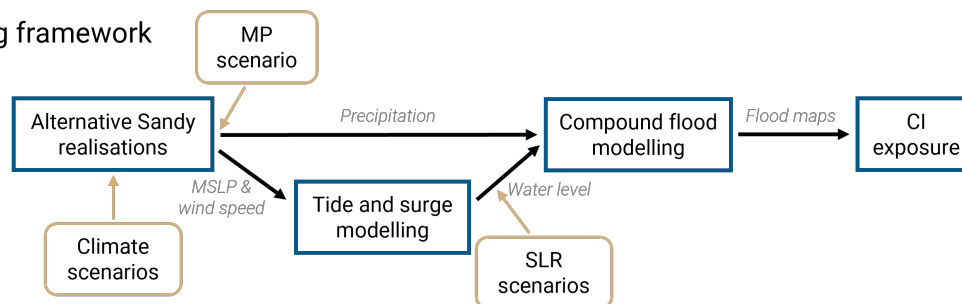 g framework
MP
scenario
Alternative Sandy
realisations
Precipitation
Compound flood
modelling
Flood maps
CI
exposure
MSLP &
wind speed
Tide and surge
modelling
Water level
Climate
scenarios
SLR
scenarios